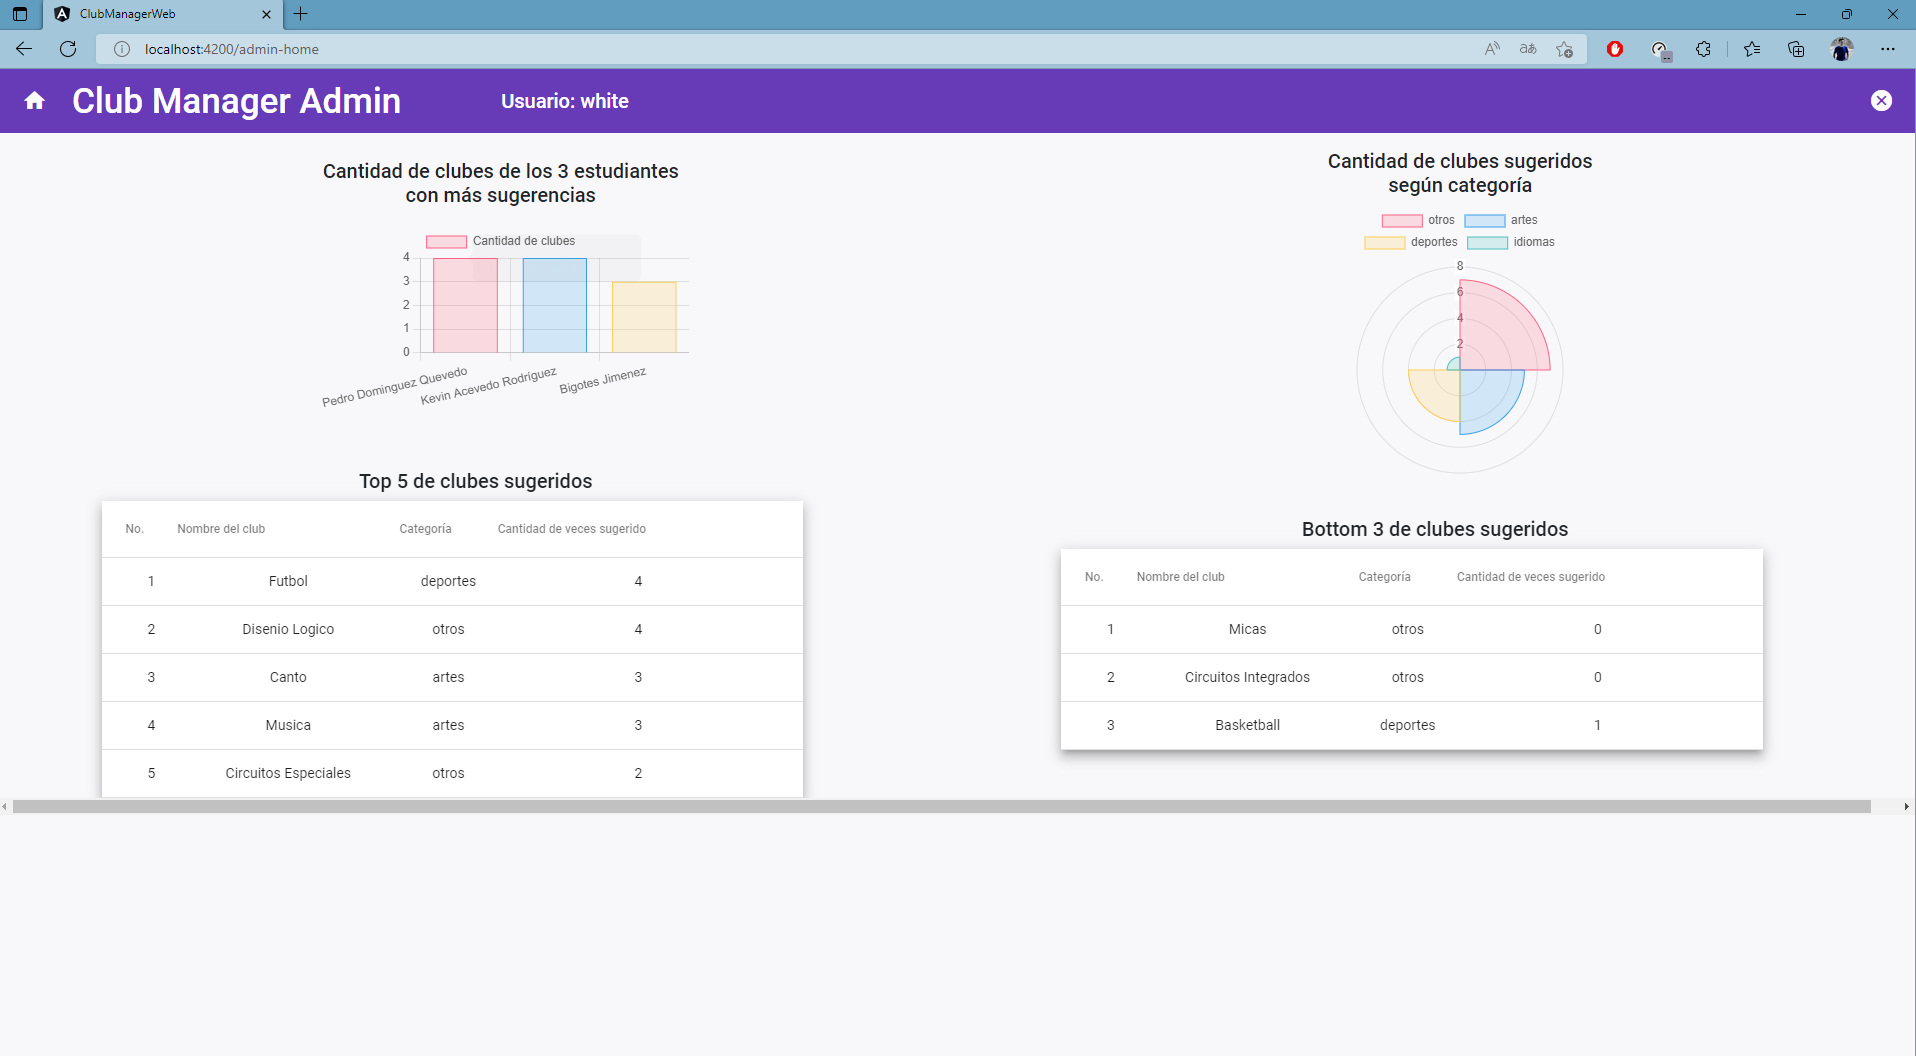 ClubManagerWeb
localhost:4200/admin-home
Club Manager Admin
Usuario: white
Cantidad de clubes de los 3 estudiantes
con más sugerencias
Cantidad de clubes
4
3
2
1
0
Pedro Dominguez Quevedo
Kevin Acevedo Rodríguez
Bigotes Jimenez
Cantidad de clubes sugeridos
según categoría
otros artes
deportes idiomas
8
6
4
2
Top 5 de clubes sugeridos
No. Nombre del club Categoría Cantidad de veces sugerido
1 Futbol deportes 4
2 Disenio Logico otros 4
3 Canto artes 3
4 Musica artes 3
5 Circuitos Especiales otros 2
Bottom 3 de clubes sugeridos
No. Nombre del club Categoría Cantidad de veces sugerido
1 Micas otros 0
2 Circuitos Integrados otros 0
3 Basketball deportes 1